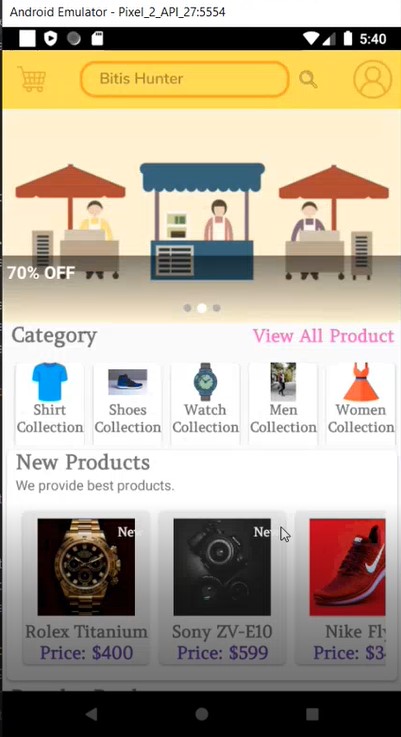 Android Emulator - Pixel_2_API_27:5554
5:40
Bitis Hunter
70% OFF
Category
View All Product
Shirt
Collection
Shoes
Collection
Watch
Collection
Men
Collection
Women
Collection
New Products
We provide best products.
New
New
Rolex Titanium
Sony ZV-E10
Nike Fly
Price: $400
Price: $599
Price: $3